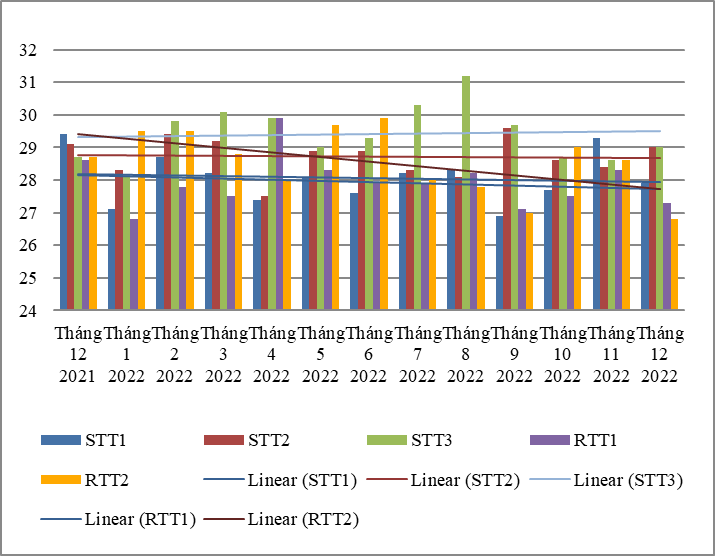 32
31
30
29
28
27
26
25
24
Tháng Tháng Tháng Tháng Tháng Tháng Tháng Tháng Tháng Tháng Tháng Tháng Tháng
12 1 2 3 4 5 6 7 8 9 10 11 12
2021 2022 2022 2022 2022 2022 2022 2022 2022 2022 2022 2022 2022
STT1 STT2 STT3 RTT1
RTT2 Linear (STT1) Linear (STT2) Linear (STT3)
Linear (RTT1) Linear (RTT2)